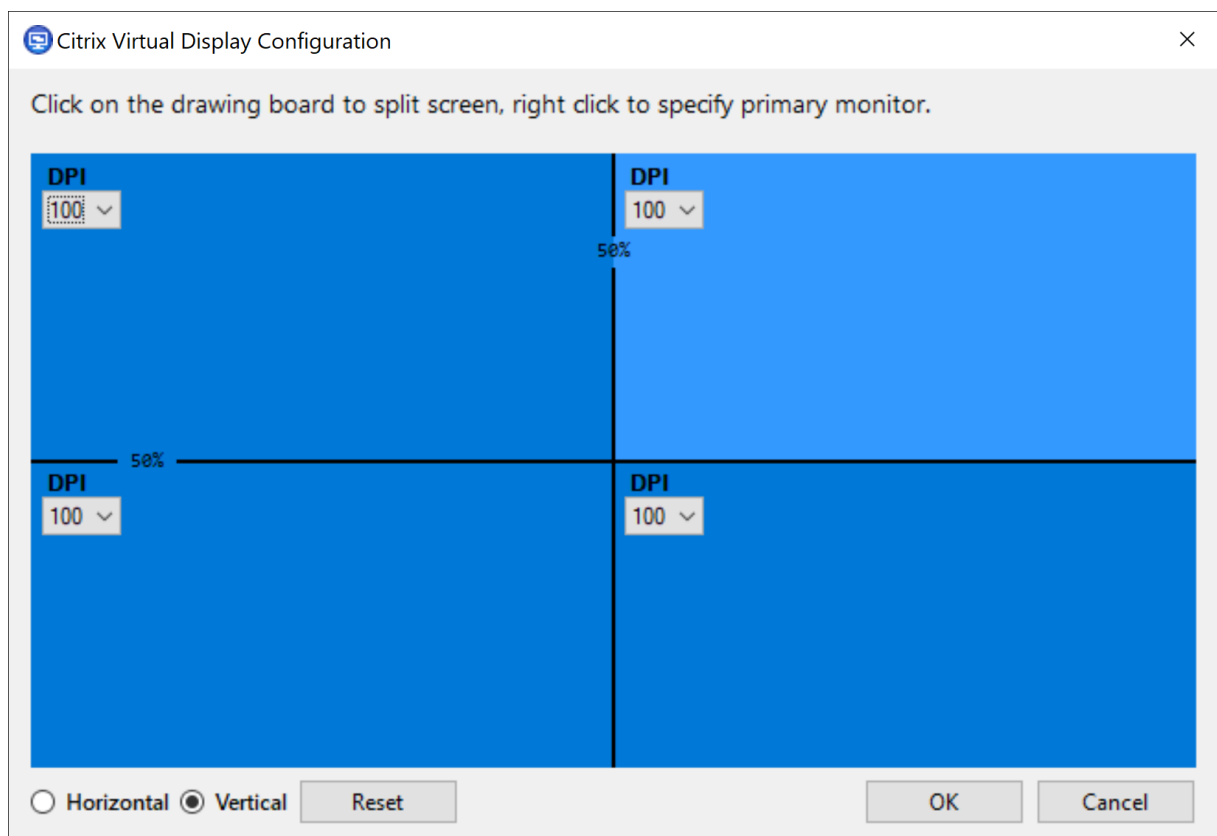 Citrix Virtual Display Configuration
Click on the drawing board to split screen, right click to specify primary monitor.
DPI
100
DPI
100
50%
50%
DPI
100
DPI
100
Horizontal Vertical Reset OK Cancel